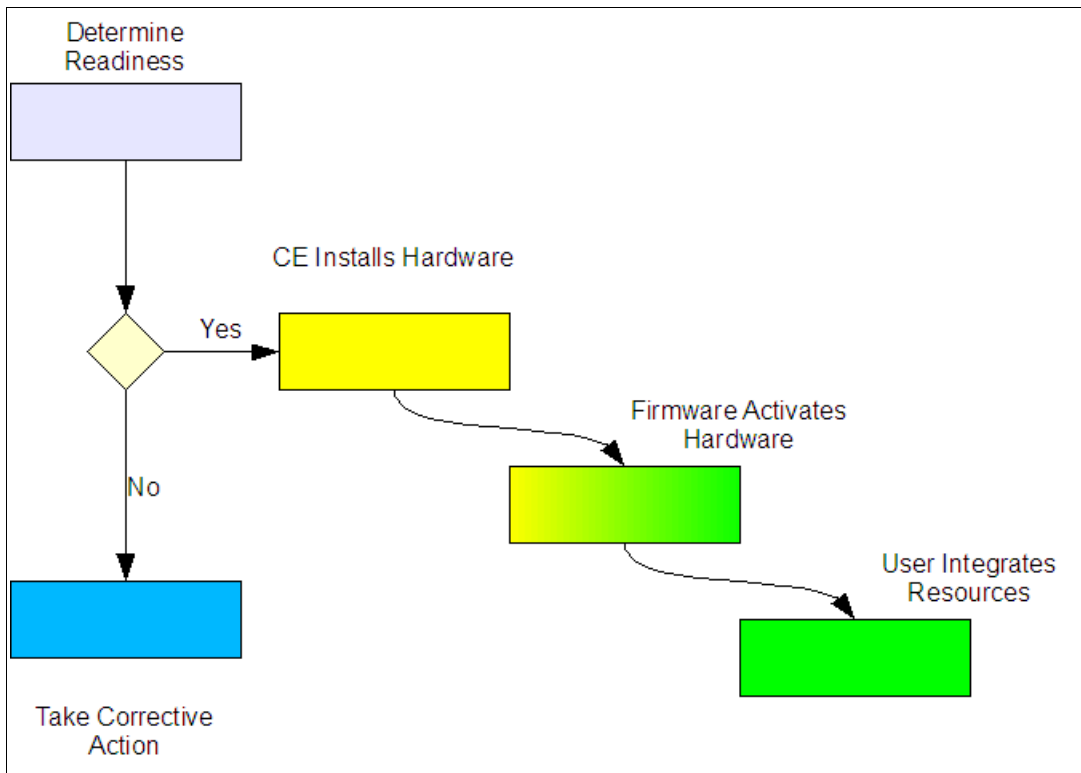 Determine
Readiness
CE Installs Hardware
Yes
Firmware Activates
Hardware
No
User Integrates
Resources
Take Corrective
Action